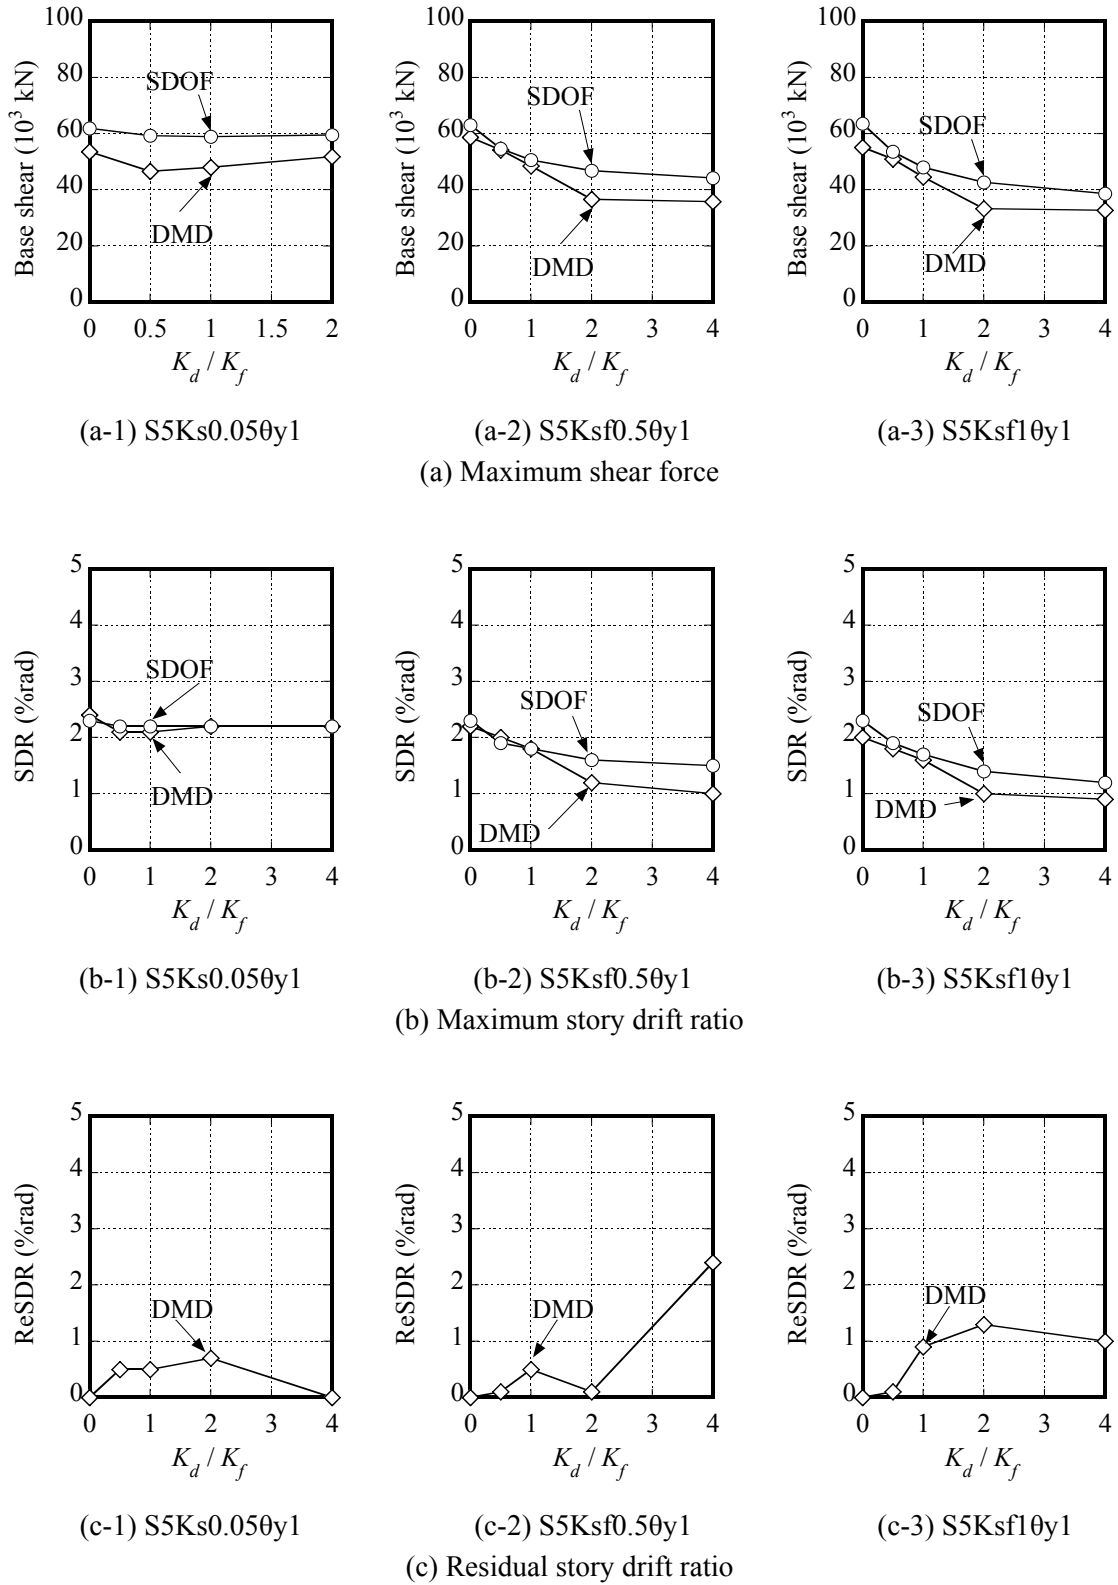 100
80
60
40
20
0
Base shear (10³ kN)
SDOF
DMD
0 0.5 1 1.5 2
K_d / K_f
(a-1) S5Ks0.05θy1
100
80
60
40
20
0
Base shear (10³ kN)
SDOF
DMD
0 1 2 3 4
K_d / K_f
(a-2) S5Ksf0.5θy1
100
80
60
40
20
0
Base shear (10³ kN)
SDOF
DMD
0 1 2 3 4
K_d / K_f
(a-3) S5Ksf1θy1
(a) Maximum shear force
5
4
3
2
1
0
SDR (%rad)
SDOF
DMD
0 1 2 3 4
K_d / K_f
(b-1) S5Ks0.05θy1
5
4
3
2
1
0
SDR (%rad)
SDOF
DMD
0 1 2 3 4
K_d / K_f
(b-2) S5Ksf0.5θy1
5
4
3
2
1
0
SDR (%rad)
SDOF
DMD
0 1 2 3 4
K_d / K_f
(b-3) S5Ksf1θy1
(b) Maximum story drift ratio
5
4
3
2
1
0
ReSDR (%rad)
DMD
0 1 2 3 4
K_d / K_f
(c-1) S5Ks0.05θy1
5
4
3
2
1
0
ReSDR (%rad)
DMD
0 1 2 3 4
K_d / K_f
(c-2) S5Ksf0.5θy1
5
4
3
2
1
0
ReSDR (%rad)
DMD
0 1 2 3 4
K_d / K_f
(c-3) S5Ksf1θy1
(c) Residual story drift ratio